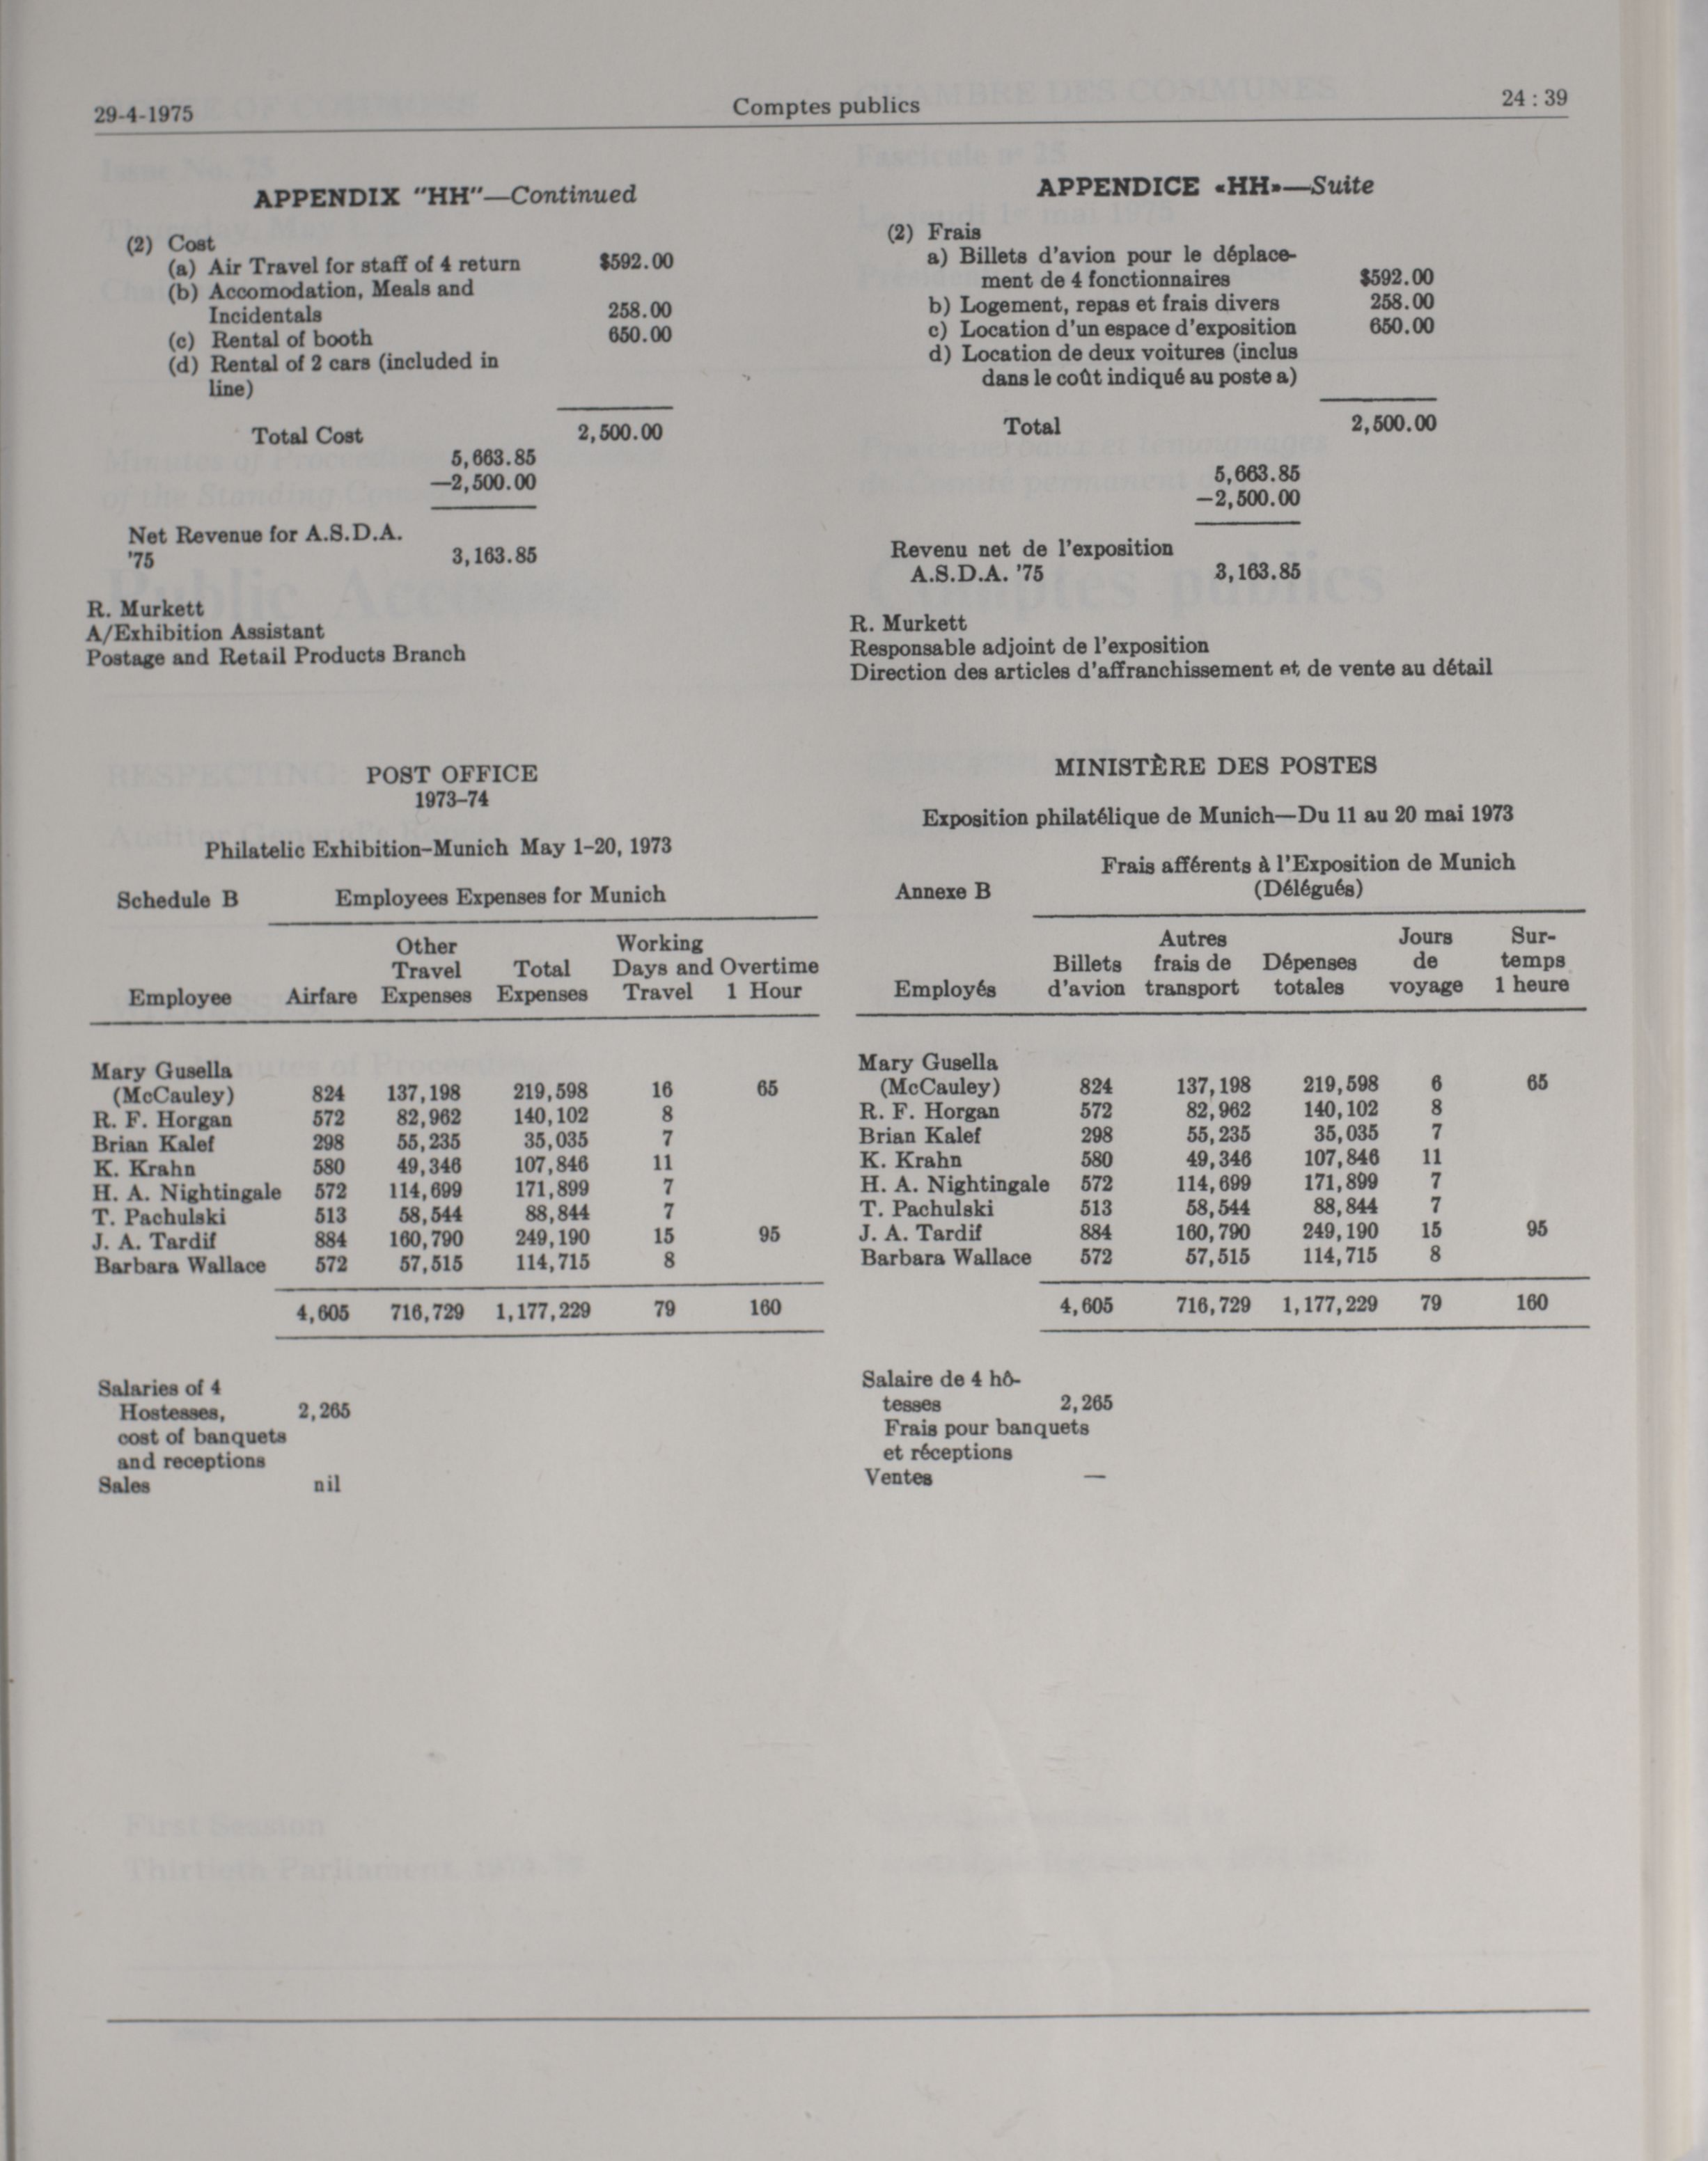 29-4-1975 Comptes publics 24 : 39
APPENDIX "HH"—Continued
(2) Cost
(a) Air Travel for staff of 4 return $592.00
(b) Accomodation, Meals and
Incidentals 258.00
(c) Rental of booth 650.00
(d) Rental of 2 cars (included in
line)
Total Cost 2,500.00
5,663.85
—2,500.00
Net Revenue for A.S.D.A.
'75 3,163.85
R. Murkett
A/Exhibition Assistant
Postage and Retail Products Branch
POST OFFICE
1973–74
Philatelic Exhibition–Munich May 1–20, 1973
Schedule B Employees Expenses for Munich
Other Working
Travel Total Days and Overtime
Employee Airfare Expenses Expenses Travel 1 Hour
Mary Gusella
(McCauley) 824 137,198 219,598 16 65
R. F. Horgan 572 82,962 140,102 8
Brian Kalef 298 55,235 35,035 7
K. Krahn 580 49,346 107,846 11
H. A. Nightingale 572 114,699 171,899 7
T. Pachulski 513 58,544 88,844 7
J. A. Tardif 884 160,790 249,190 15 95
Barbara Wallace 572 57,515 114,715 8
4,605 716,729 1,177,229 79 160
Salaries of 4
Hostesses, 2,265
cost of banquets
and receptions
Sales nil
APPENDICE «HH»—Suite
(2) Frais
a) Billets d'avion pour le déplace-
ment de 4 fonctionnaires $592.00
b) Logement, repas et frais divers 258.00
c) Location d'un espace d'exposition 650.00
d) Location de deux voitures (inclus
dans le coût indiqué au poste a)
Total 2,500.00
5,663.85
—2,500.00
Revenu net de l'exposition
A.S.D.A. '75 3,163.85
R. Murkett
Responsable adjoint de l'exposition
Direction des articles d'affranchissement et de vente au détail
MINISTÈRE DES POSTES
Exposition philatélique de Munich—Du 11 au 20 mai 1973
Frais afférents à l'Exposition de Munich
Annexe B (Délégués)
Autres Jours Sur-
Billets frais de Dépenses de temps
Employés d'avion transport totales voyage 1 heure
Mary Gusella
(McCauley) 824 137,198 219,598 6 65
R. F. Horgan 572 82,962 140,102 8
Brian Kalef 298 55,235 35,035 7
K. Krahn 580 49,346 107,846 11
H. A. Nightingale 572 114,699 171,899 7
T. Pachulski 513 58,544 88,844 7
J. A. Tardif 884 160,790 249,190 15 95
Barbara Wallace 572 57,515 114,715 8
4,605 716,729 1,177,229 79 160
Salaire de 4 hô-
tesses 2,265
Frais pour banquets
et réceptions
Ventes —